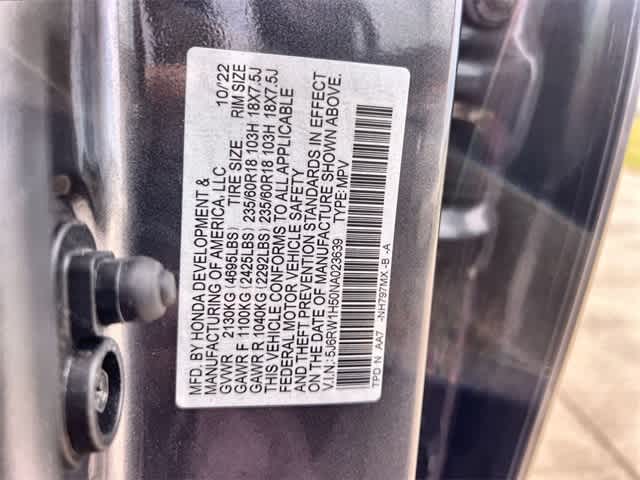 MFD. BY HONDA DEVELOPMENT &
MANUFACTURING OF AMERICA, LLC 10/22
GVWR 2130KG (4695LBS) TIRE SIZE RIM SIZE
GAWR F 1100KG (2425LBS) 235/60R18 103H 18X7.5J
GAWR R 1040KG (2292LBS) 235/60R18 103H 18X7.5J
THIS VEHICLE CONFORMS TO ALL APPLICABLE
FEDERAL MOTOR VEHICLE SAFETY
AND THEFT PREVENTION STANDARDS IN EFFECT
ON THE DATE OF MANUFACTURE SHOWN ABOVE.
V.I.N.: 5J6RW1H50NA023639 TYPE: MPV
TPD N AA7 -NH797MX -B -A